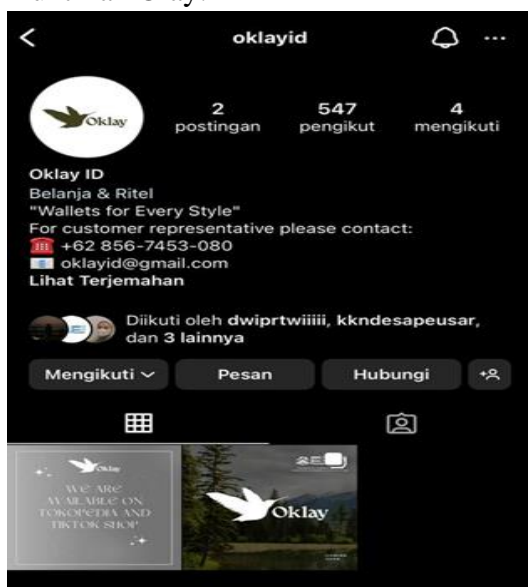 oklayid
Oklay
2 547 4
postingan pengikut mengikuti
Oklay ID
Belanja & Ritel
"Wallets for Every Style"
For customer representative please contact:
+62 856-7453-080
oklayid@gmail.com
Lihat Terjemahan
Diikuti oleh dwiprtwiiiii, kkndesapeusar,
dan 3 lainnya
Mengikuti Pesan Hubungi
Oklay
WE ARE
AVAILABLE ON
TOKOPEDIA AND
TIKTOK SHOP
Oklay